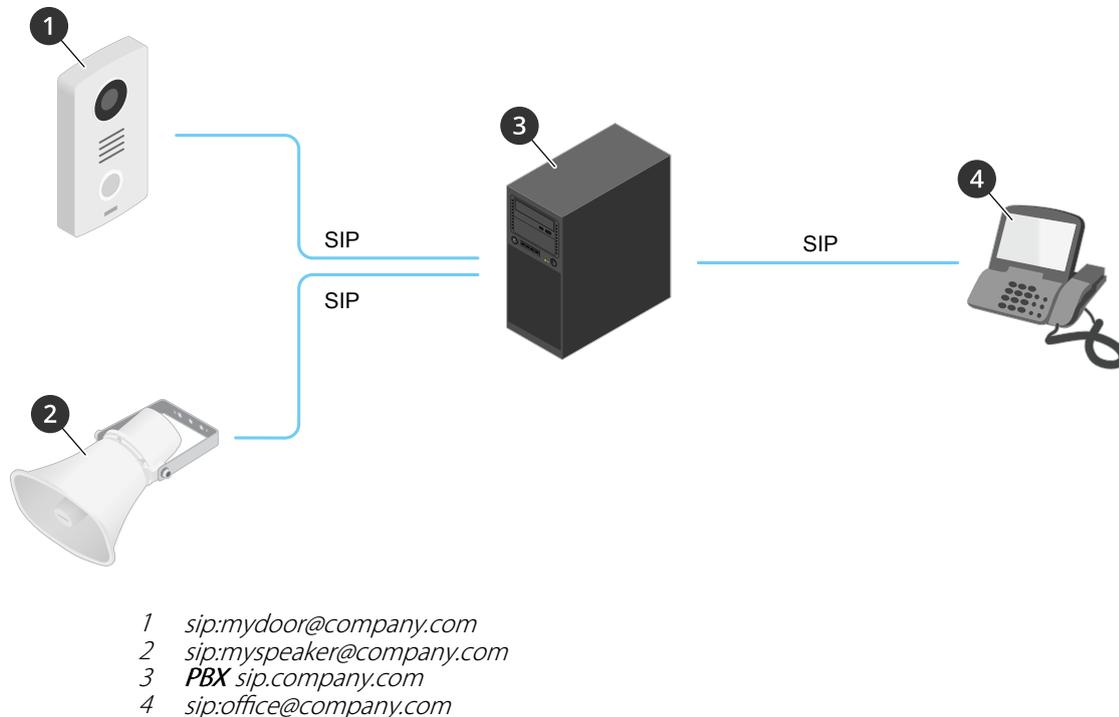 1
3
4
SIP
SIP
SIP
2
1 sip:mydoor@company.com
2 sip:myspeaker@company.com
3 PBX sip.company.com
4 sip:office@company.com